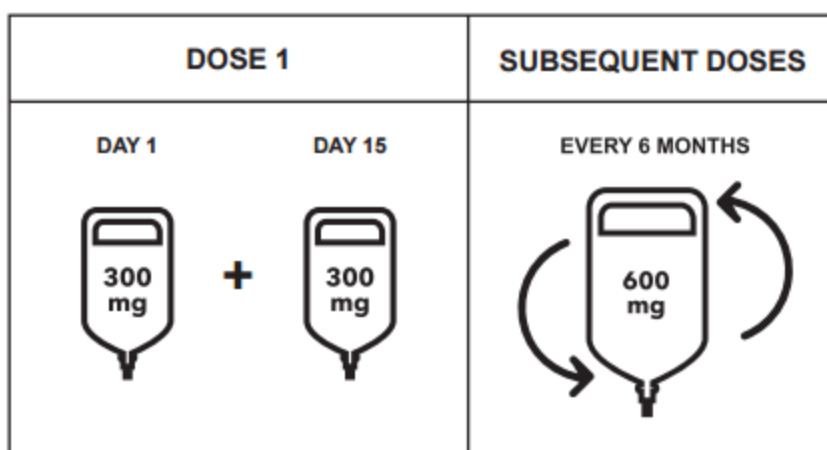 DOSE 1
SUBSEQUENT DOSES
DAY 1
DAY 15
EVERY 6 MONTHS
300
mg
+
300
mg
600
mg